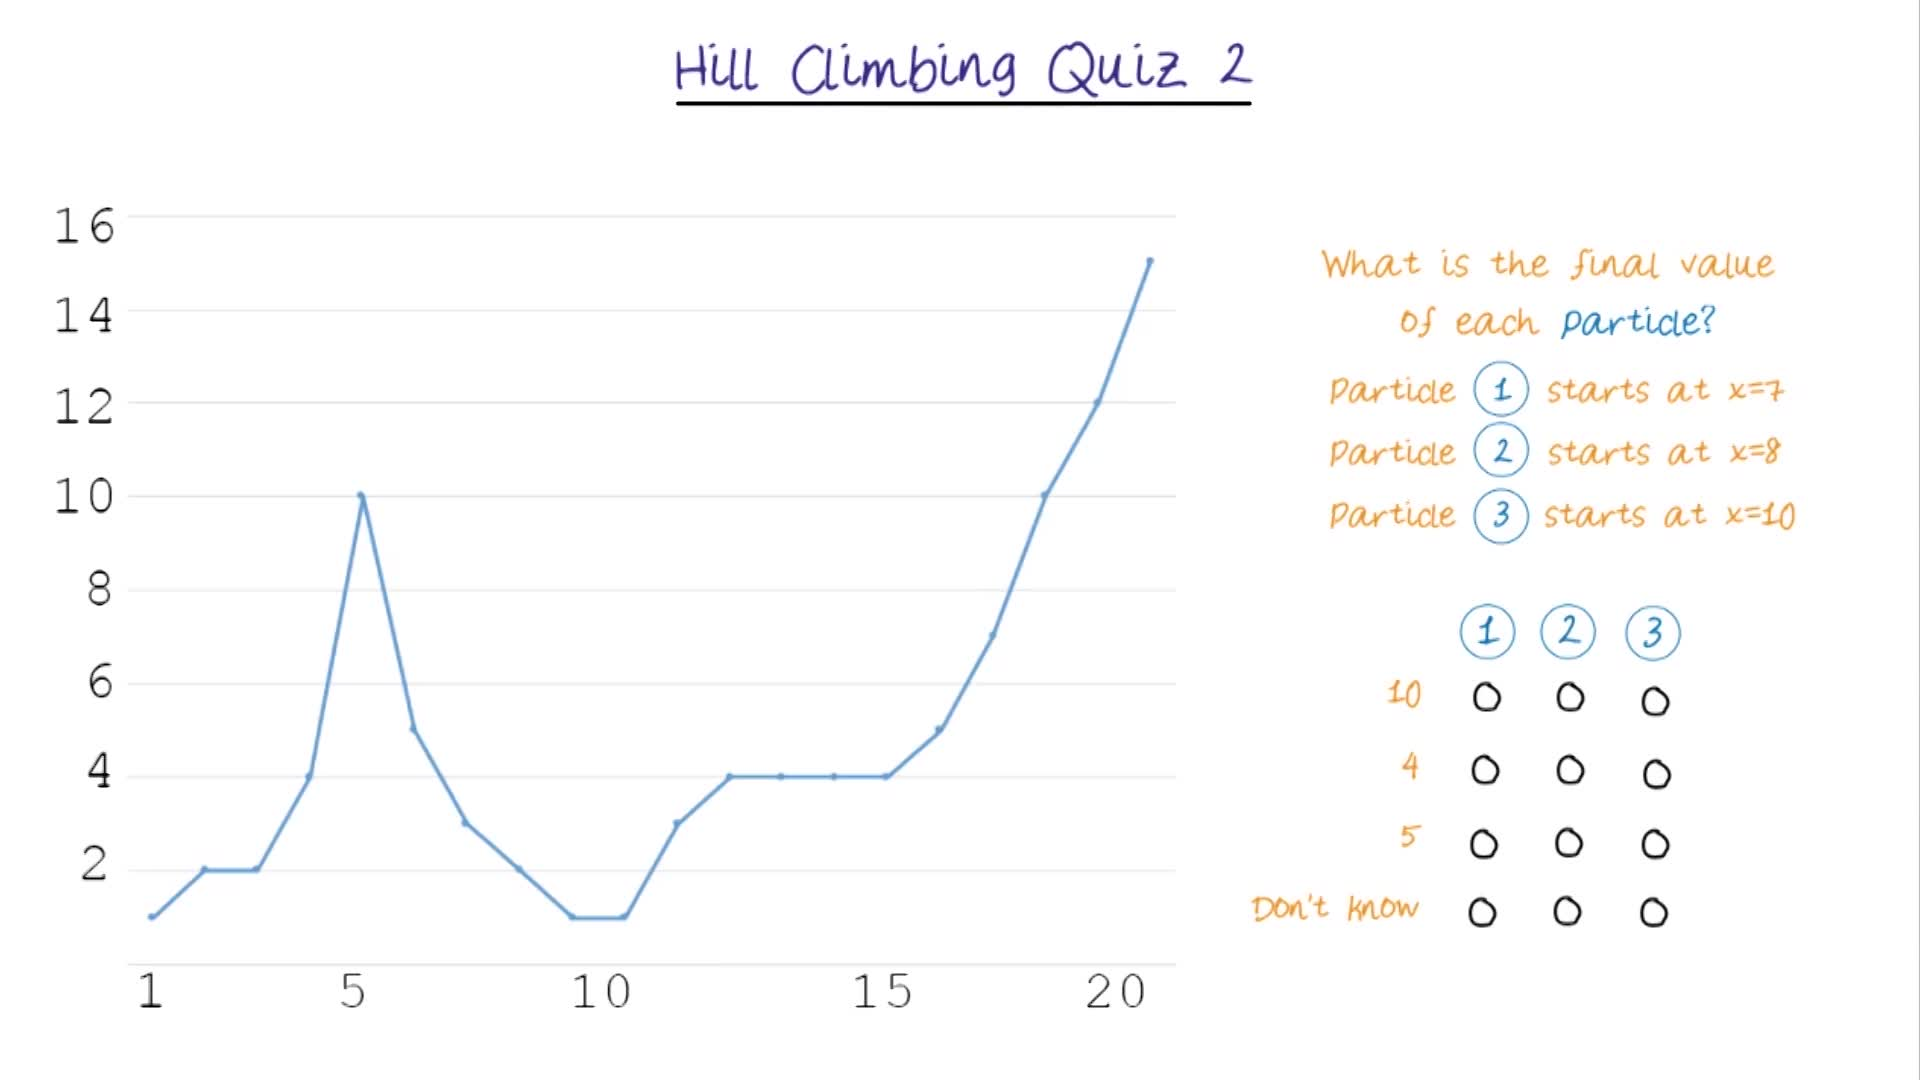 Hill Climbing Quiz 2
16
14
12
10
8
6
4
2
1 5 10 15 20
What is the final value
of each particle?
Particle 1 starts at x=7
Particle 2 starts at x=8
Particle 3 starts at x=10
1 2 3
10
4
5
Don't know